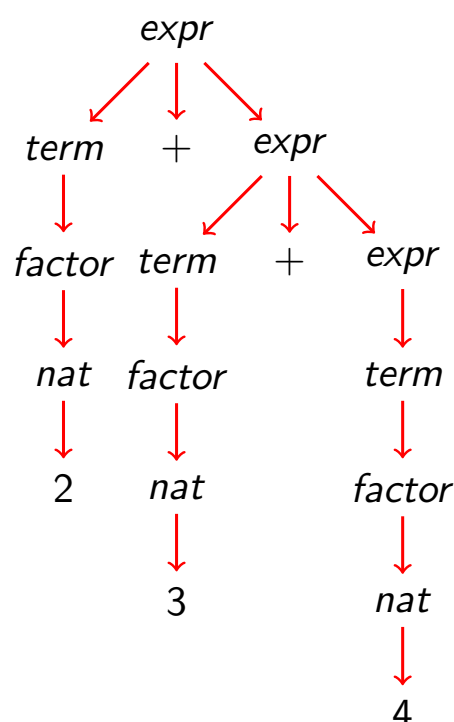 expr
term + expr
factor term + expr
nat factor term
2 nat factor
3 nat
4